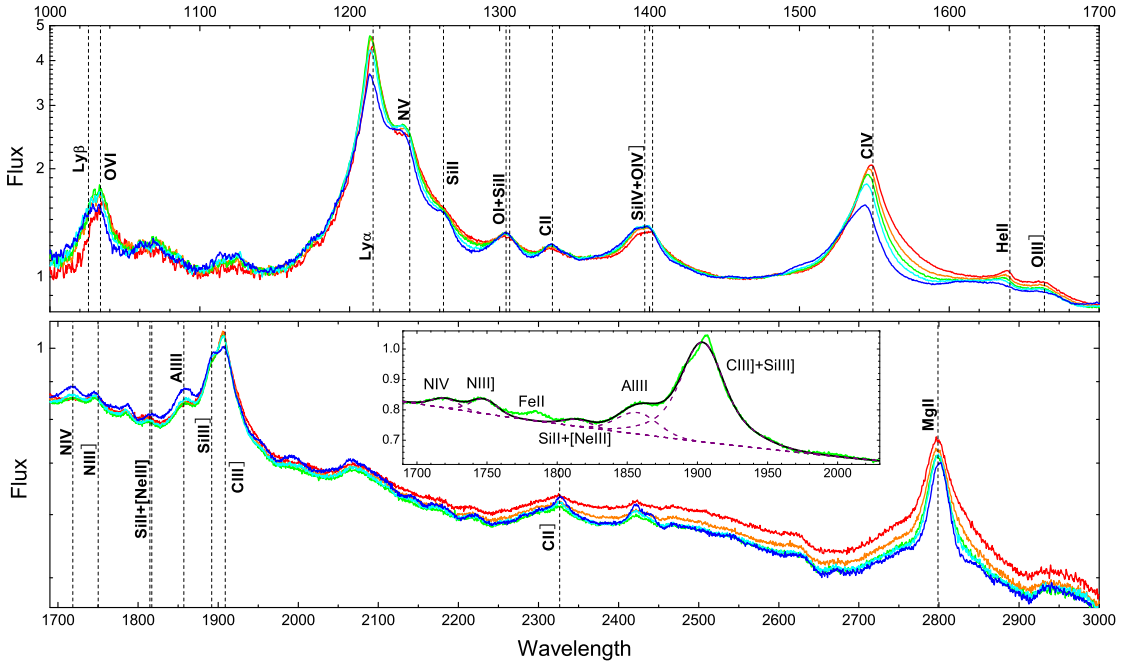 1000 1100 1200 1300 1400 1500 1600 1700
5
4
3
2
1
Flux
Lyβ
OVI
Lyα
NV
SiII
OI+SiII
CII
SiIV+OIV]
CIV
HeII
OIII]
1
Flux
NIV
NIII]
SiII+[NeIII]
AlIII
SiIII]
CIII]
CII]
MgII
1.0
0.9
0.8
0.7
NIV
NIII]
FeII
SiII+[NeIII]
AlIII
CIII]+SiIII]
1700 1750 1800 1850 1900 1950 2000
1700 1800 1900 2000 2100 2200 2300 2400 2500 2600 2700 2800 2900 3000
Wavelength